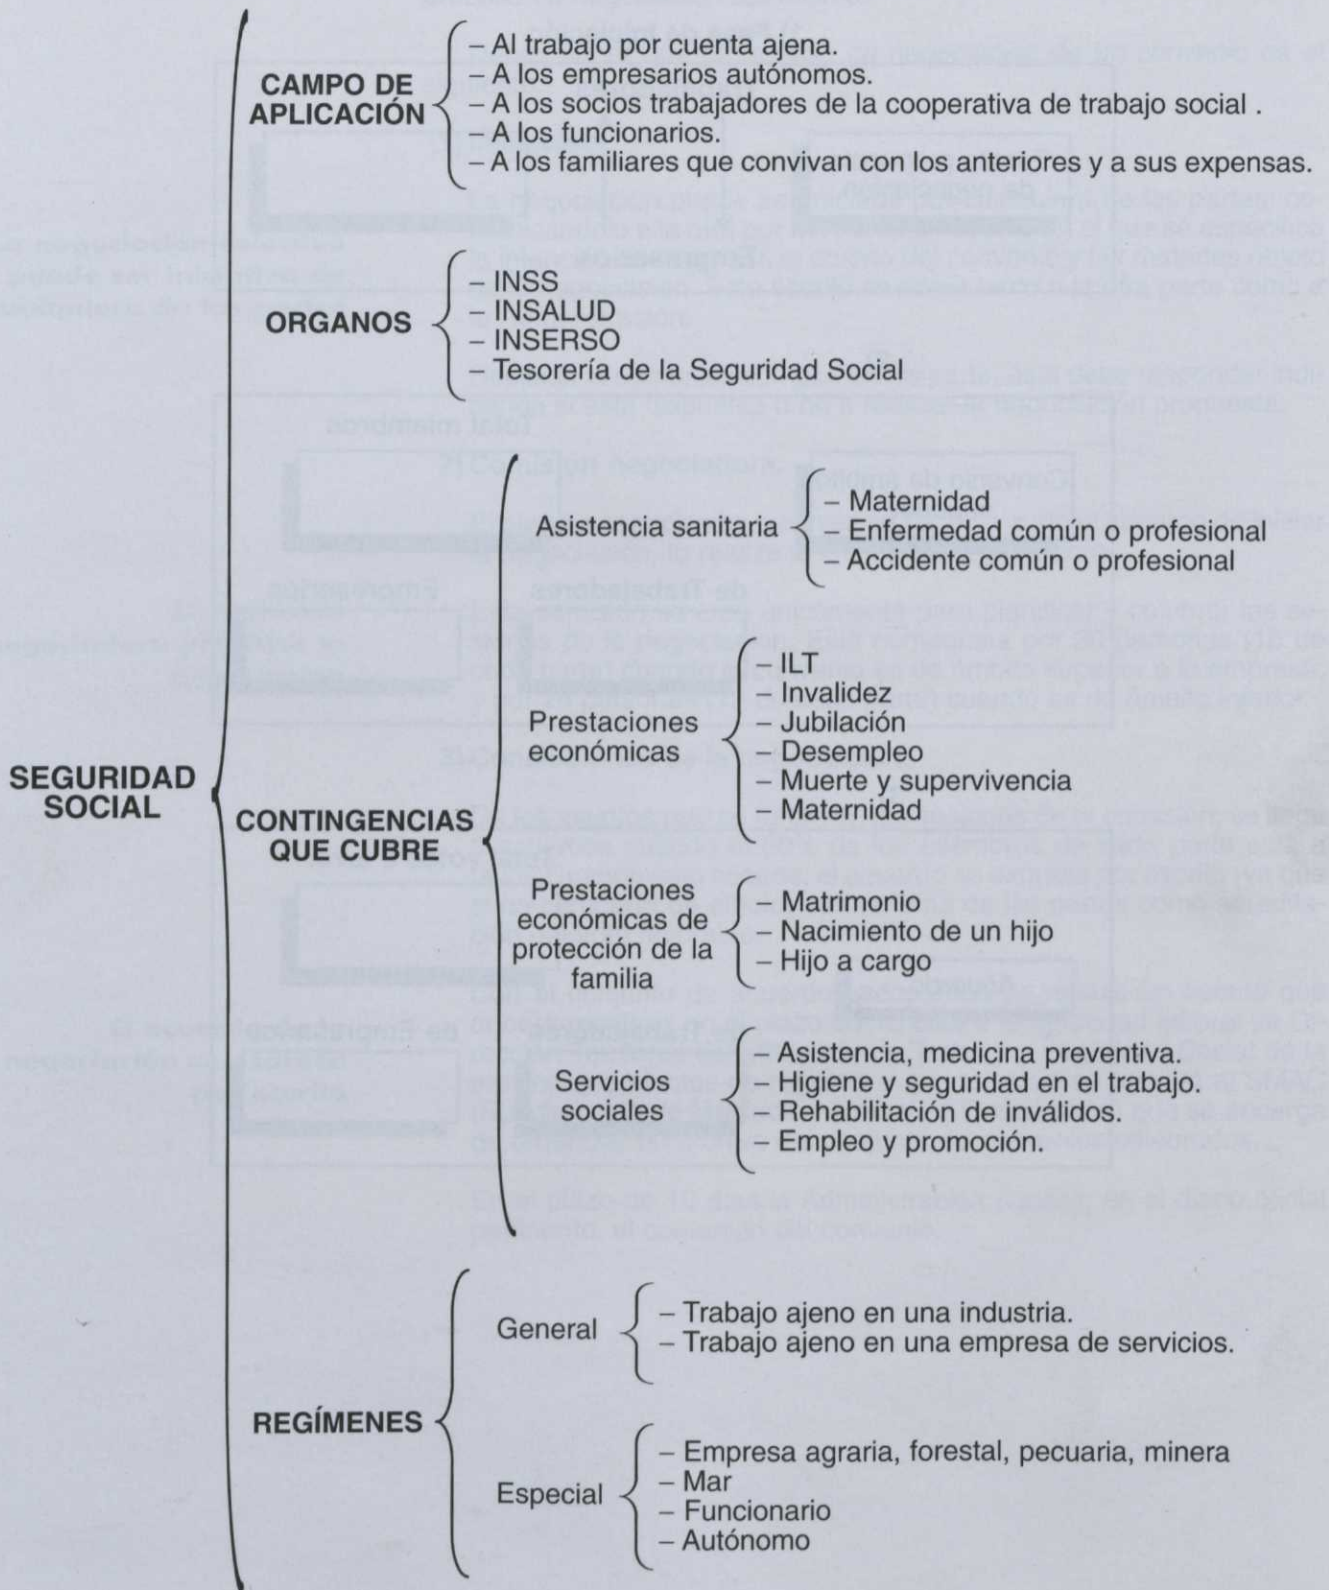 CAMPO DE
APLICACIÓN
– Al trabajo por cuenta ajena.
– A los empresarios autónomos.
– A los socios trabajadores de la cooperativa de trabajo social .
– A los funcionarios.
– A los familiares que convivan con los anteriores y a sus expensas.
ORGANOS
– INSS
– INSALUD
– INSERSO
– Tesorería de la Seguridad Social
SEGURIDAD
SOCIAL
CONTINGENCIAS
QUE CUBRE
Asistencia sanitaria
– Maternidad
– Enfermedad común o profesional
– Accidente común o profesional
Prestaciones
económicas
– ILT
– Invalidez
– Jubilación
– Desempleo
– Muerte y supervivencia
– Maternidad
Prestaciones
económicas de
protección de la
familia
– Matrimonio
– Nacimiento de un hijo
– Hijo a cargo
Servicios
sociales
– Asistencia, medicina preventiva.
– Higiene y seguridad en el trabajo.
– Rehabilitación de inválidos.
– Empleo y promoción.
REGÍMENES
General
– Trabajo ajeno en una industria.
– Trabajo ajeno en una empresa de servicios.
Especial
– Empresa agraria, forestal, pecuaria, minera
– Mar
– Funcionario
– Autónomo